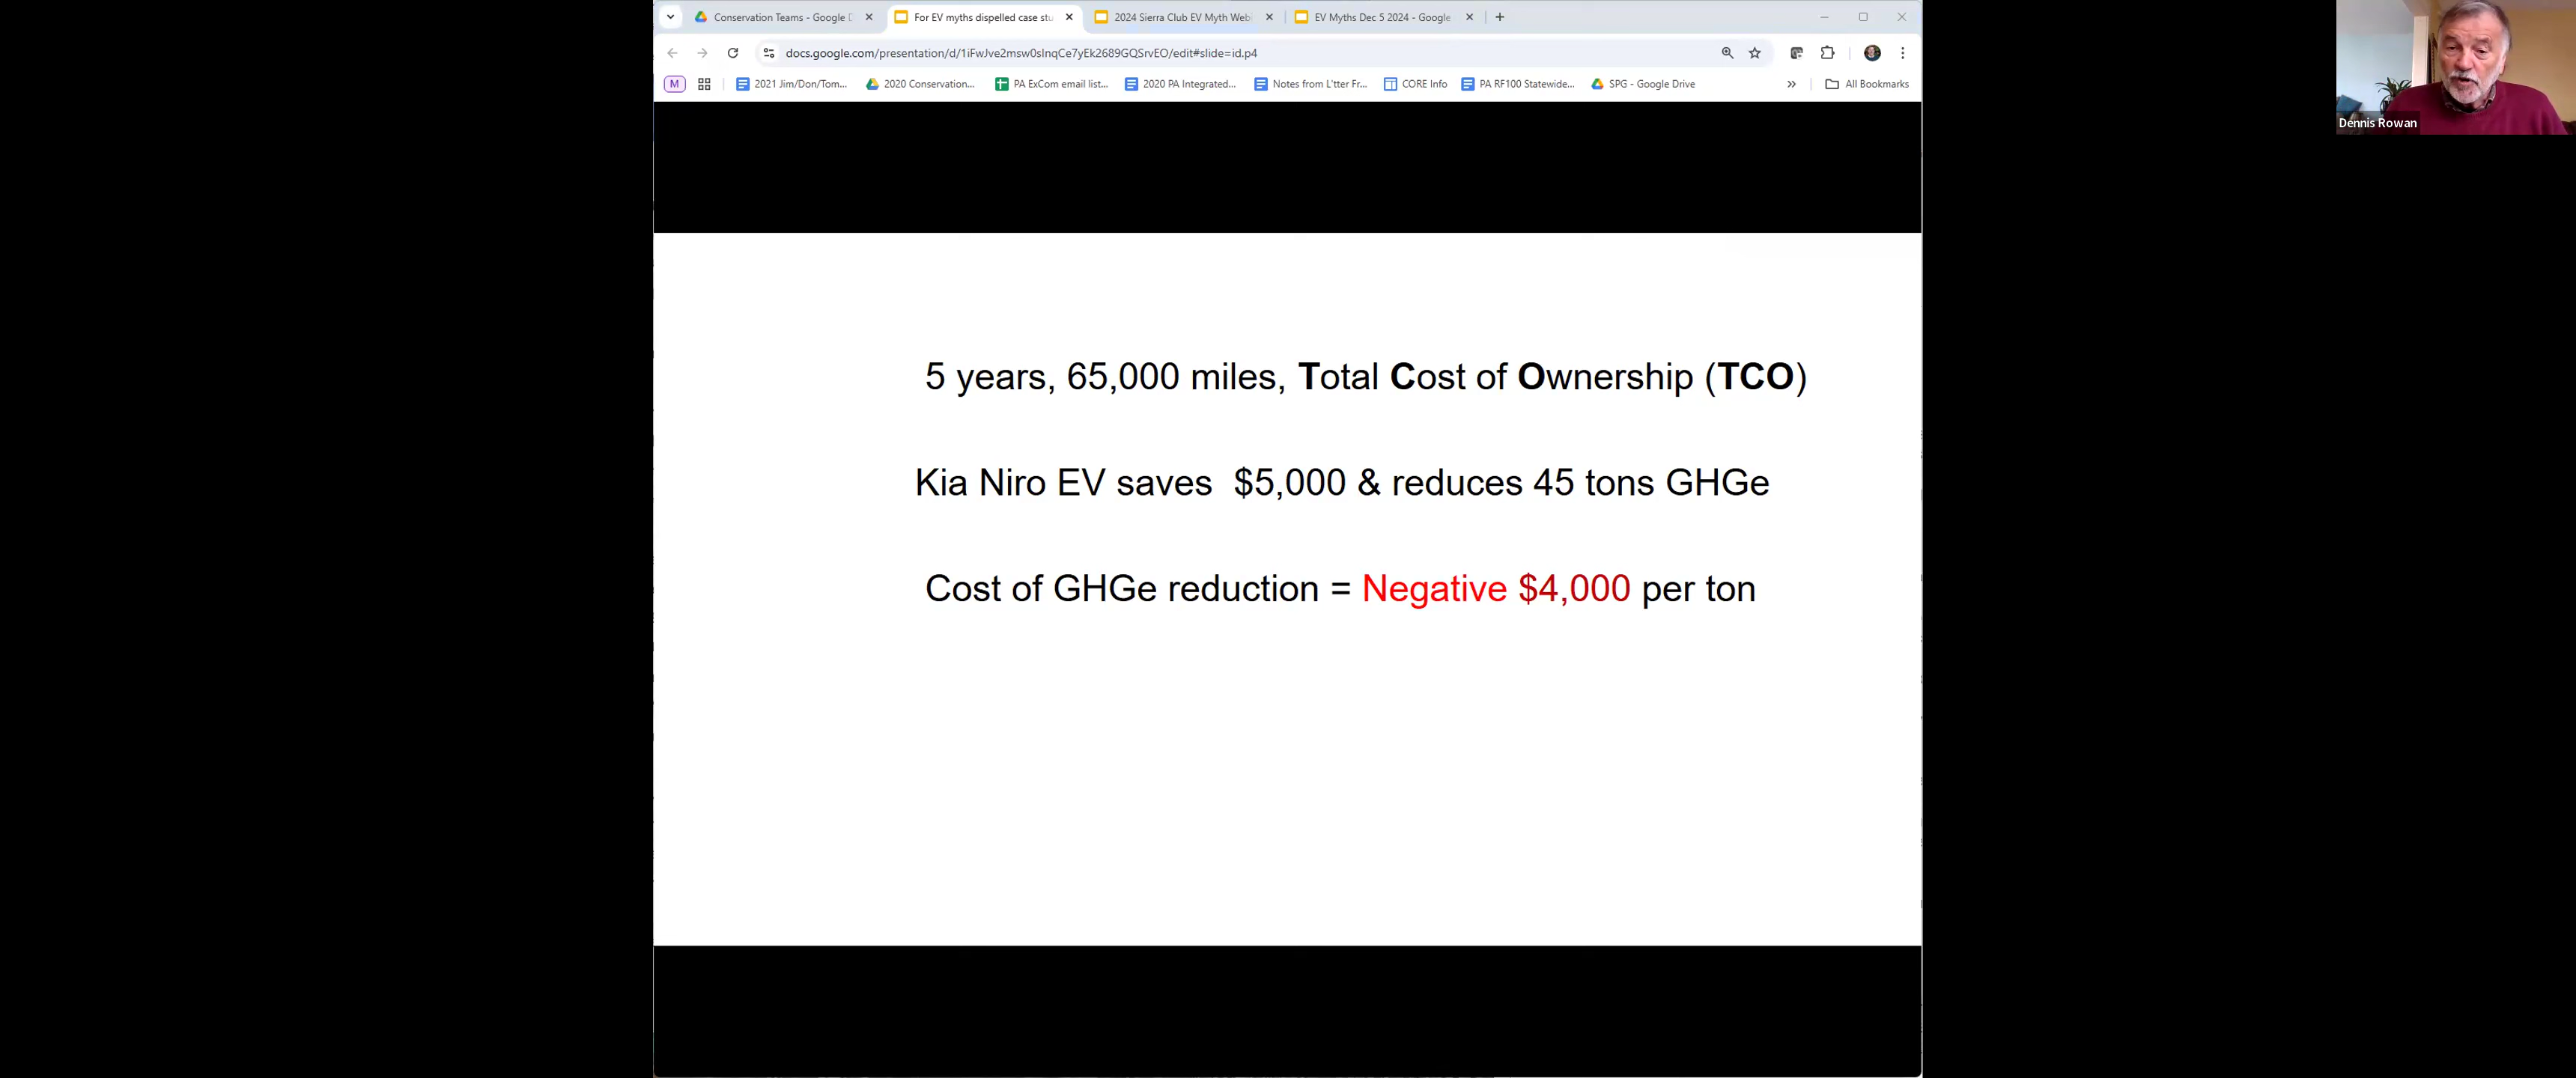 Conservation Teams - Google D
For EV myths dispelled case stu
2024 Sierra Club EV Myth Webi
EV Myths Dec 5 2024 - Google
docs.google.com/presentation/d/1iFwJve2msw0sInqCe7yEk2689GQSrvEO/edit#slide=id.p4
M
2021 Jim/Don/Tom...
2020 Conservation...
PA ExCom email list...
2020 PA Integrated...
Notes from L'tter Fr...
CORE Info
PA RF100 Statewide...
SPG - Google Drive
All Bookmarks
Dennis Rowan
5 years, 65,000 miles, Total Cost of Ownership (TCO)
Kia Niro EV saves $5,000 & reduces 45 tons GHGe
Cost of GHGe reduction = Negative $4,000 per ton